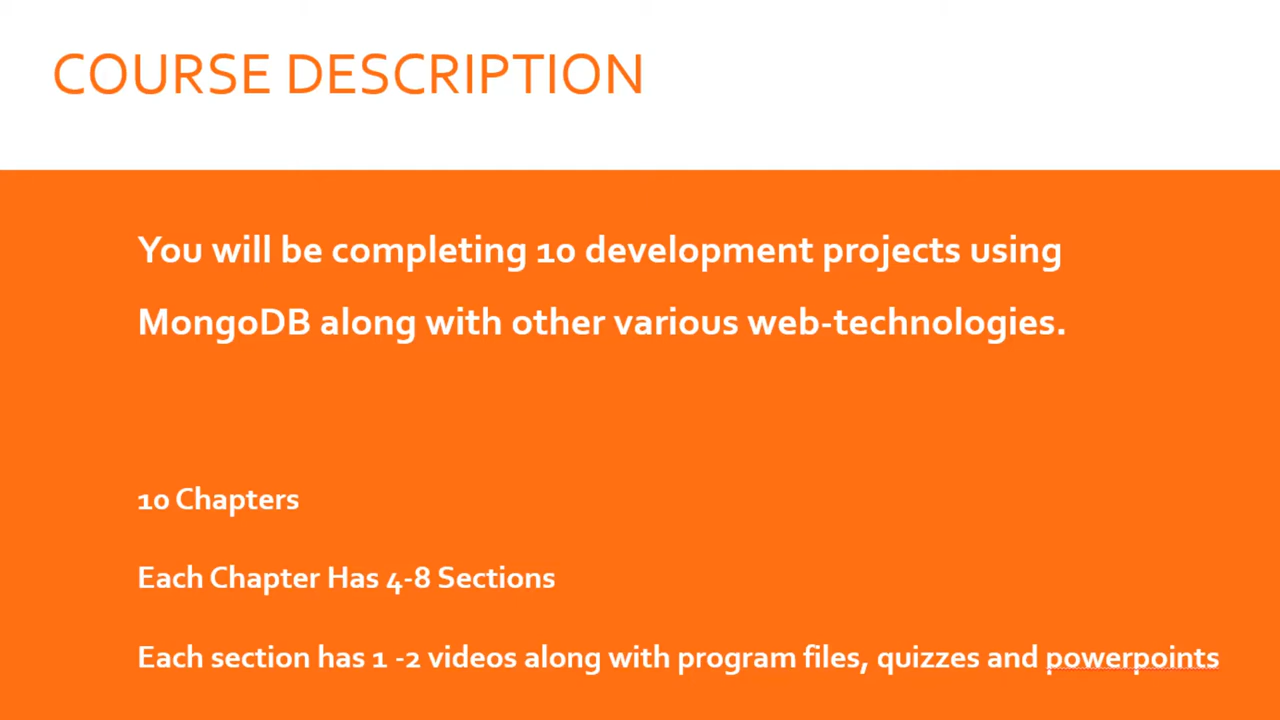 COURSE DESCRIPTION
You will be completing 10 development projects using
MongoDB along with other various web-technologies.
10 Chapters
Each Chapter Has 4-8 Sections
Each section has 1 -2 videos along with program files, quizzes and powerpoints